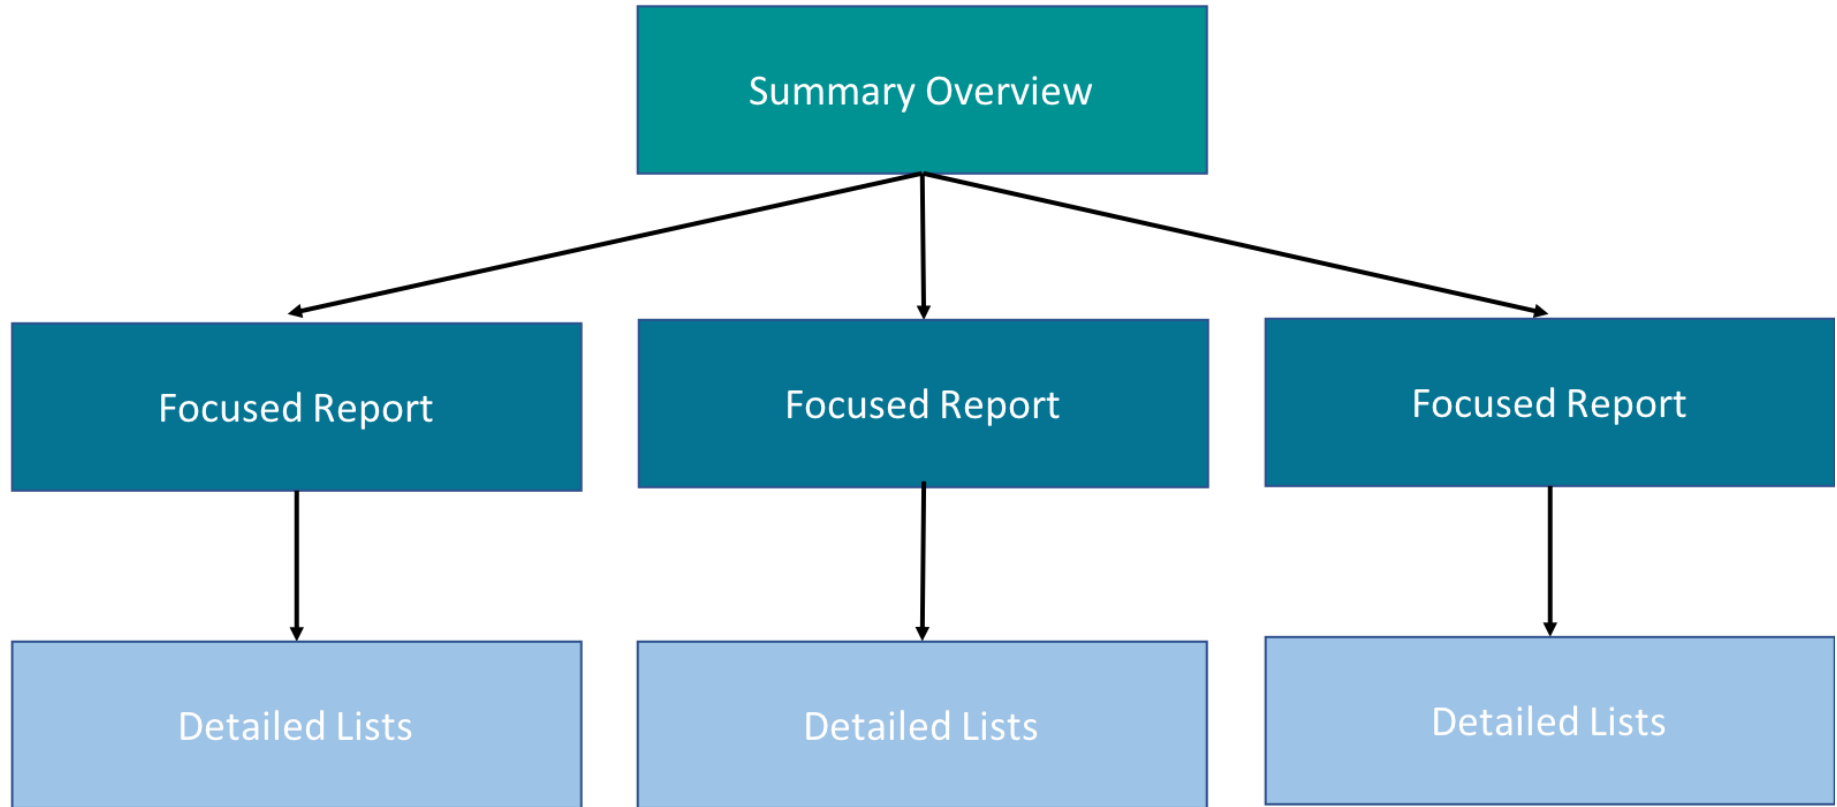 Summary Overview
Focused Report
Focused Report
Focused Report
Detailed Lists
Detailed Lists
Detailed Lists